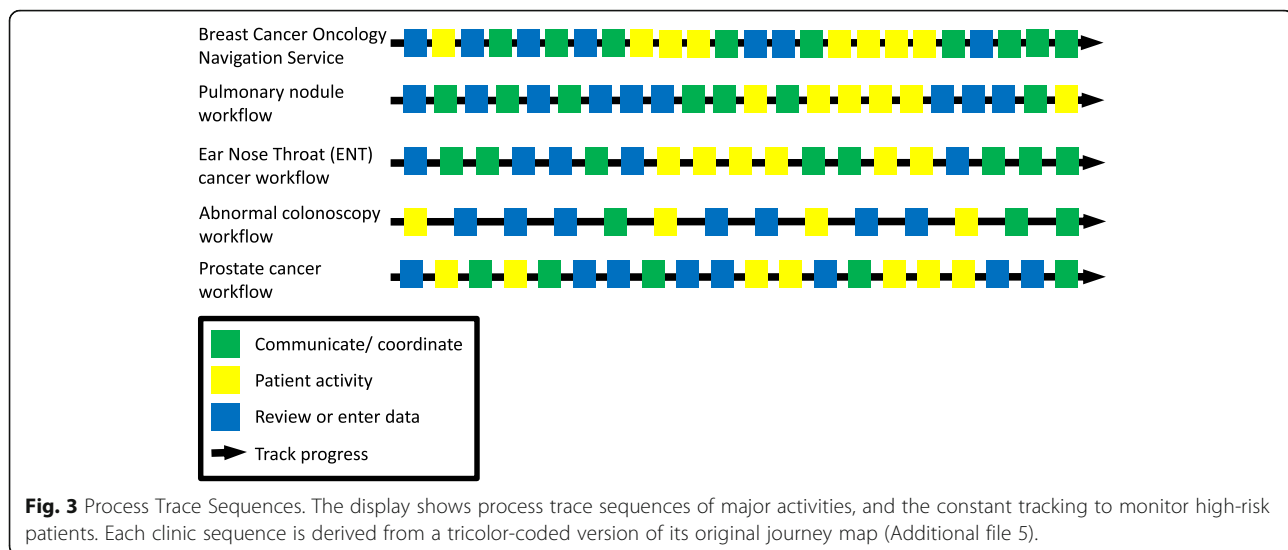 Breast Cancer Oncology
Navigation Service
Pulmonary nodule
workflow
Ear Nose Throat (ENT)
cancer workflow
Abnormal colonoscopy
workflow
Prostate cancer
workflow
Communicate/ coordinate
Patient activity
Review or enter data
Track progress
Fig. 3 Process Trace Sequences. The display shows process trace sequences of major activities, and the constant tracking to monitor high-risk
patients. Each clinic sequence is derived from a tricolor-coded version of its original journey map (Additional file 5).